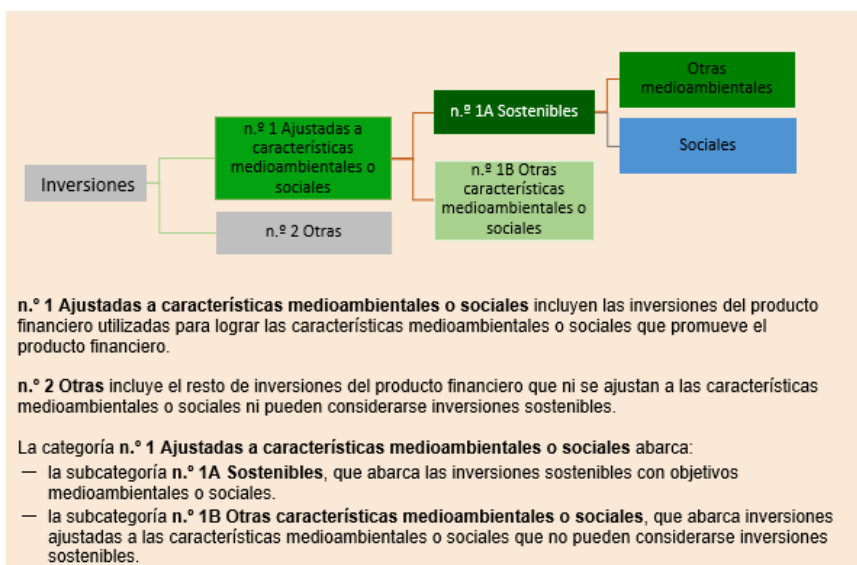 Inversiones
n.º 1 Ajustadas a
características
medioambientales o
sociales
n.º 2 Otras
n.º 1A Sostenibles
n.º 1B Otras
características
medioambientales o
sociales
Otras
medioambientales
Sociales
n.º 1 Ajustadas a características medioambientales o sociales incluyen las inversiones del producto
financiero utilizadas para lograr las características medioambientales o sociales que promueve el
producto financiero.
n.º 2 Otras incluye el resto de inversiones del producto financiero que ni se ajustan a las características
medioambientales o sociales ni pueden considerarse inversiones sostenibles.
La categoría n.º 1 Ajustadas a características medioambientales o sociales abarca:
— la subcategoría n.º 1A Sostenibles, que abarca las inversiones sostenibles con objetivos
medioambientales o sociales.
— la subcategoría n.º 1B Otras características medioambientales o sociales, que abarca inversiones
ajustadas a las características medioambientales o sociales que no pueden considerarse inversiones
sostenibles.